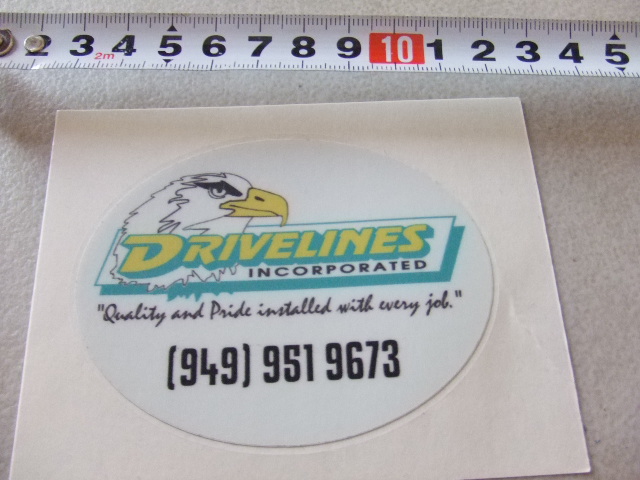 2 3 4 5 6 7 8 9 10 1 2 3 4 5
2m
DRIVELINES
INCORPORATED
"Quality and Pride installed with every job."
(949) 951 9673